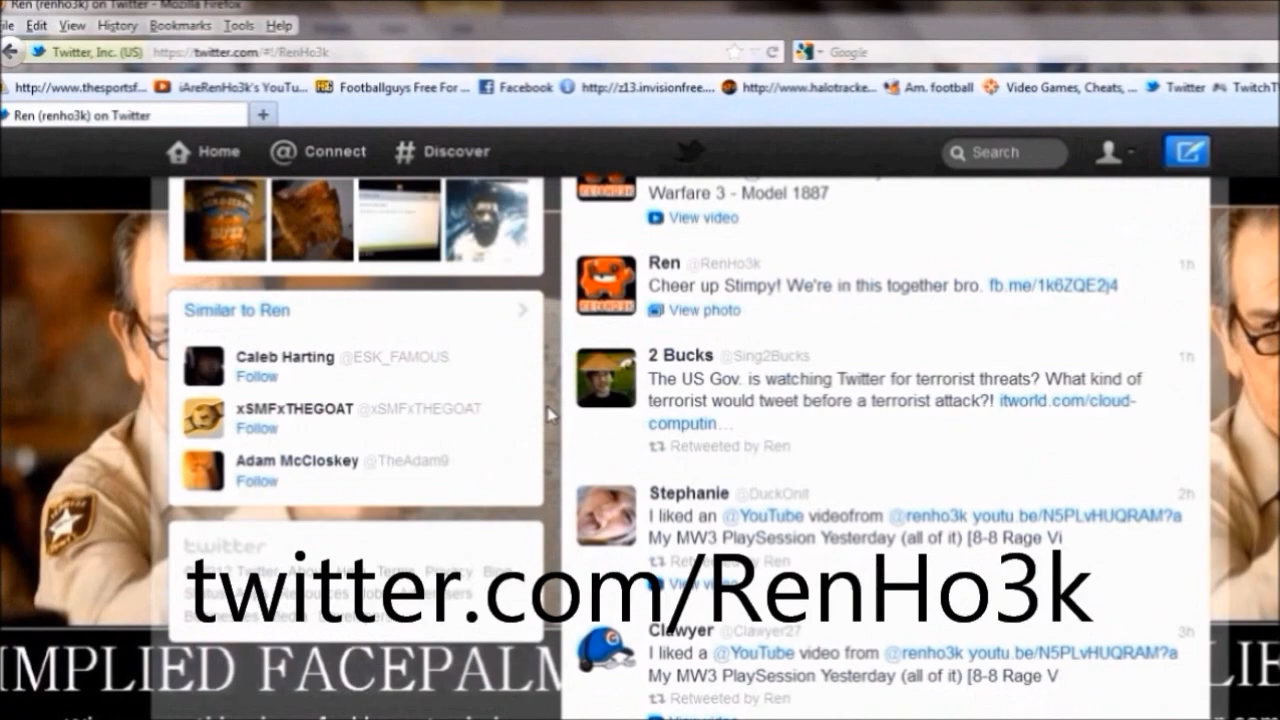 Ren (renho3k) on Twitter - Mozilla Firefox
File Edit View History Bookmarks Tools Help
Twitter, Inc. (US) https://twitter.com/#!/RenHo3k Google
http://www.thesportsf... iAreRenHo3k's YouTu... Footballguys Free For ... Facebook http://z13.invisionfree.... http://www.halotracke... Am. football Video Games, Cheats, ... Twitter TwitchT
Ren (renho3k) on Twitter +
Home @ Connect # Discover Search
Similar to Ren
Caleb Harting @ESK_FAMOUS
Follow
xSMFxTHEGOAT @xSMFxTHEGOAT
Follow
Adam McCloskey @TheAdam9
Follow
twitter
Warfare 3 - Model 1887
View video
Ren @RenHo3k 1h
Cheer up Stimpy! We're in this together bro. fb.me/1k6ZQE2j4
View photo
2 Bucks @Sing2Bucks 1h
The US Gov. is watching Twitter for terrorist threats? What kind of
terrorist would tweet before a terrorist attack?! itworld.com/cloud-
computin...
Retweeted by Ren
Stephanie @DuckOnit 2h
I liked an @YouTube videofrom @renho3k youtu.be/N5PLvHUQRAM?a
My MW3 PlaySession Yesterday (all of it) [8-8 Rage Vi
Retweeted by Ren
View video
twitter.com/RenHo3k
Clawyer @Clawyer27 3h
I liked a @YouTube video from @renho3k youtu.be/N5PLvHUQRAM?a
My MW3 PlaySession Yesterday (all of it) [8-8 Rage V
Retweeted by Ren
IMPLIED FACEPALM